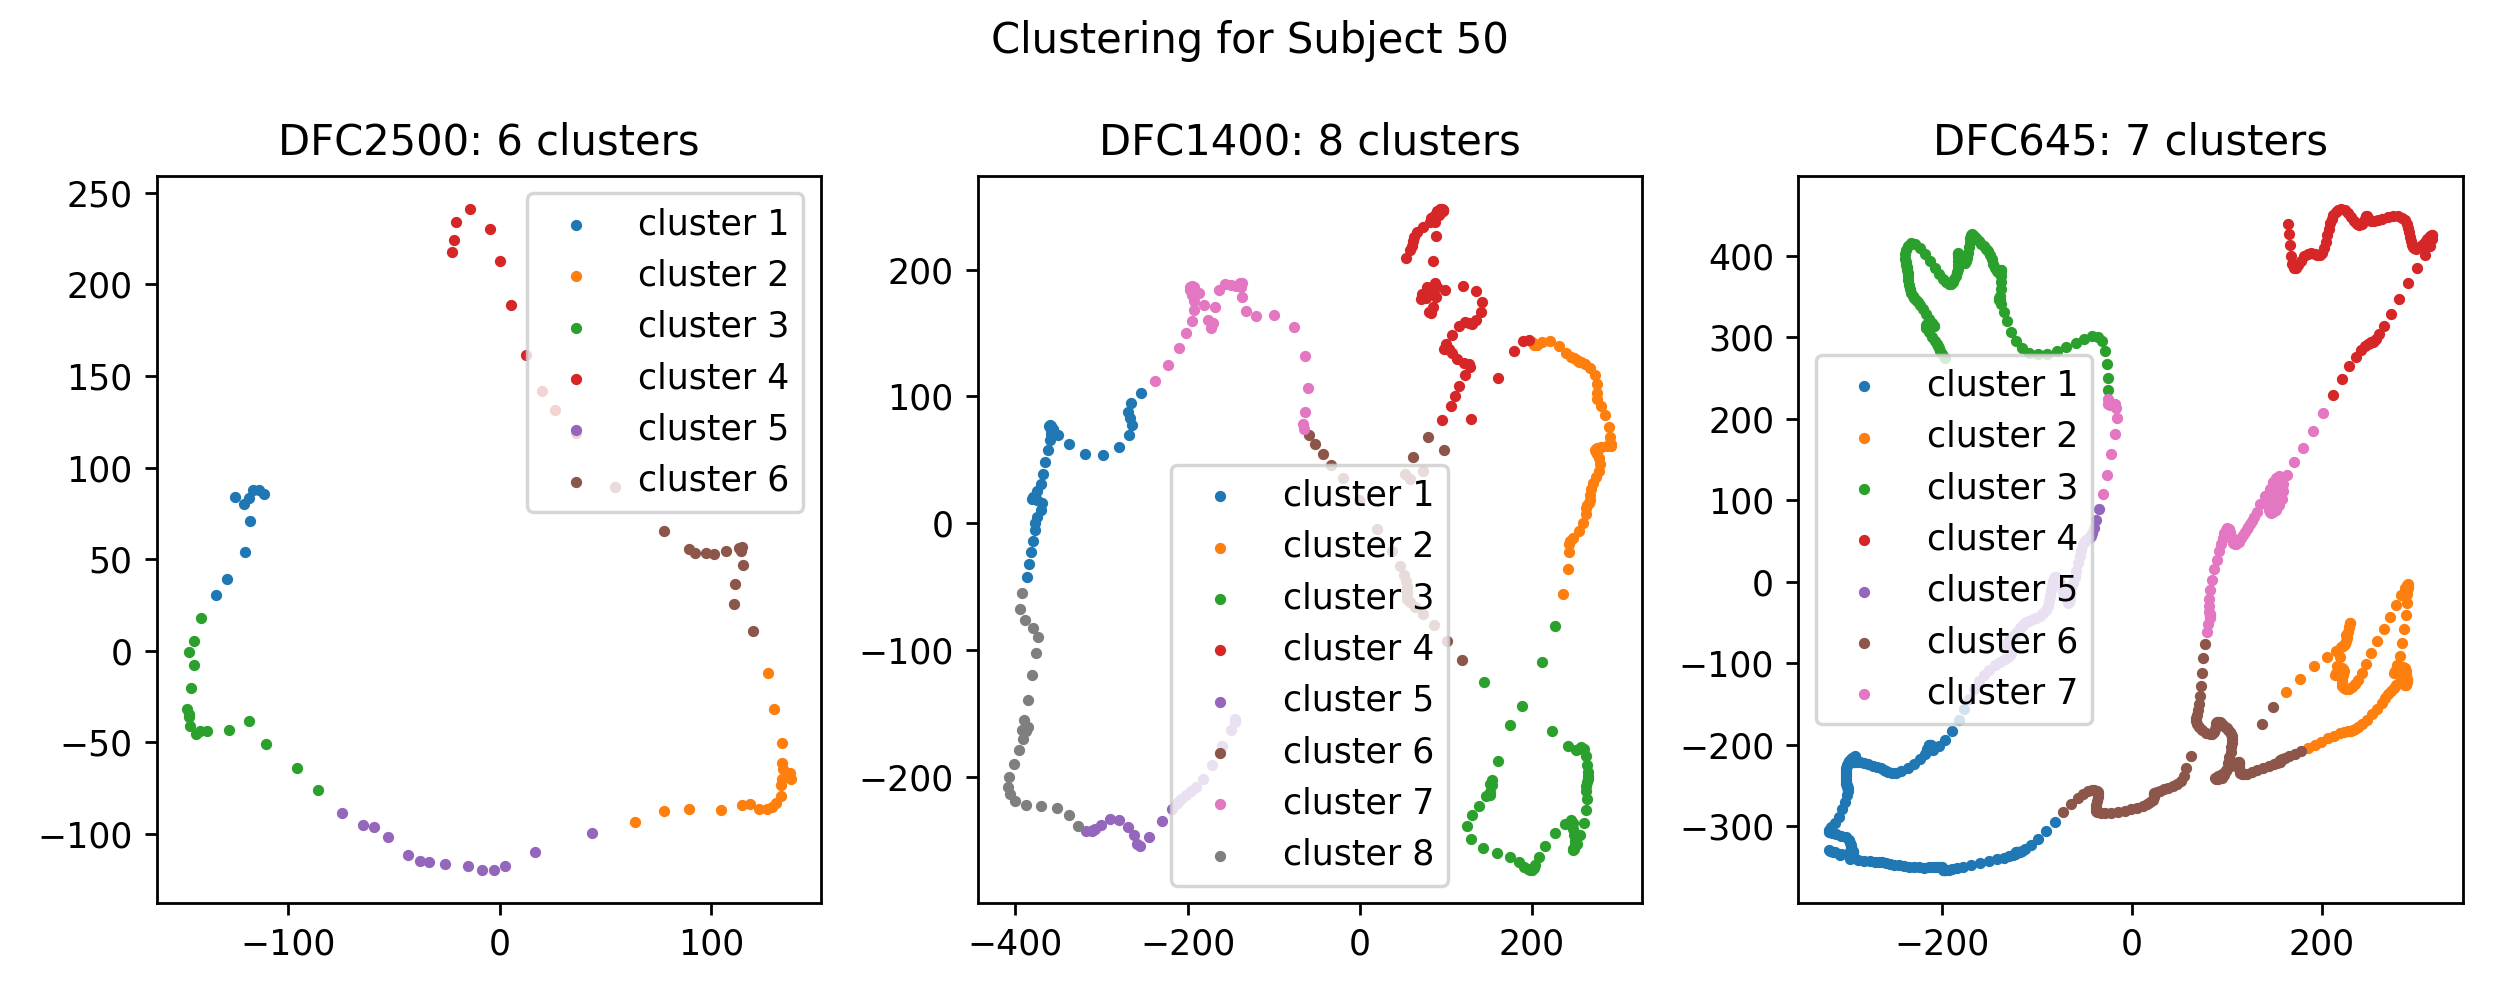 Clustering for Subject 50
DFC2500: 6 clusters
250
200
150
100
50
0
−50
−100
−100
0
100
cluster 1
cluster 2
cluster 3
cluster 4
cluster 5
cluster 6
DFC1400: 8 clusters
200
100
0
−100
−200
−400
−200
0
200
cluster 1
cluster 2
cluster 3
cluster 4
cluster 5
cluster 6
cluster 7
cluster 8
DFC645: 7 clusters
400
300
200
100
0
−100
−200
−300
−200
0
200
cluster 1
cluster 2
cluster 3
cluster 4
cluster 5
cluster 6
cluster 7